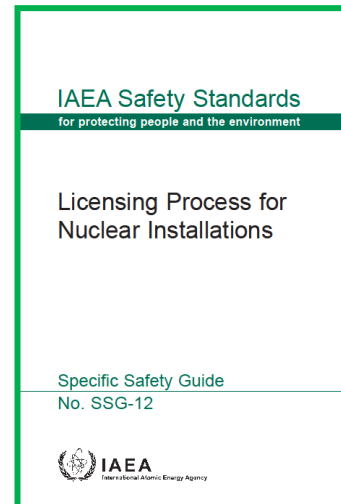 IAEA Safety Standards
for protecting people and the environment
Licensing Process for
Nuclear Installations
Specific Safety Guide
No. SSG-12
IAEA
International Atomic Energy Agency